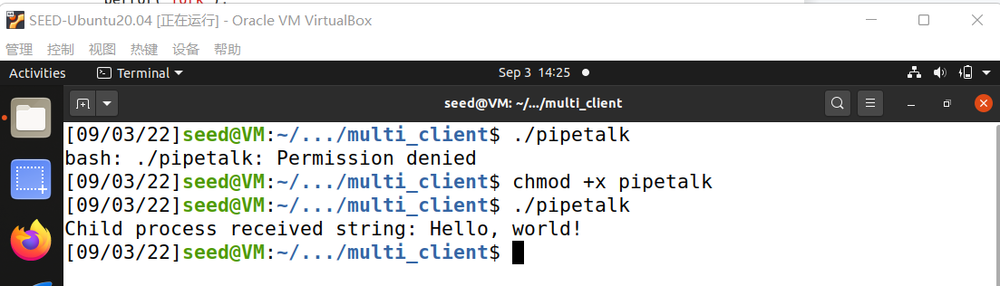 perror("fork");
SEED-Ubuntu20.04 [正在运行] - Oracle VM VirtualBox
管理 控制 视图 热键 设备 帮助
Activities Terminal Sep 3 14:25
seed@VM: ~/.../multi_client
[09/03/22]seed@VM:~/.../multi_client$ ./pipetalk
bash: ./pipetalk: Permission denied
[09/03/22]seed@VM:~/.../multi_client$ chmod +x pipetalk
[09/03/22]seed@VM:~/.../multi_client$ ./pipetalk
Child process received string: Hello, world!
[09/03/22]seed@VM:~/.../multi_client$